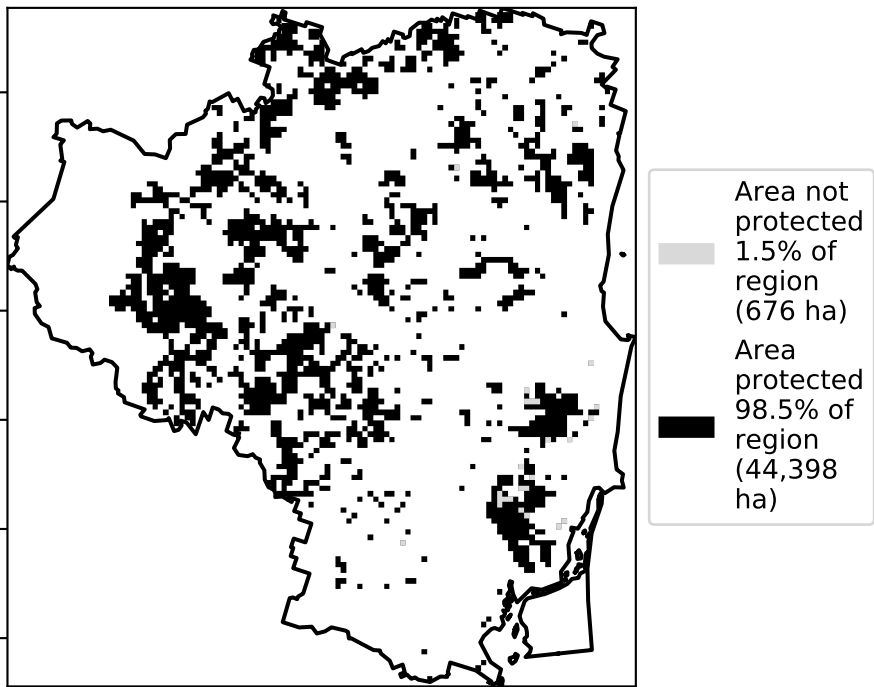 Area not
protected
1.5% of
region
(676 ha)
Area
protected
98.5% of
region
(44,398
ha)